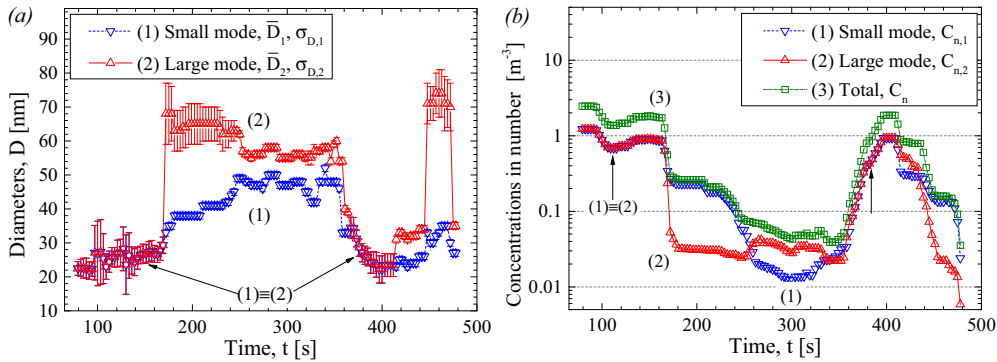 (a)
(1) Small mode, D̅₁, σD,1
(2) Large mode, D̅₂, σD,2
Diameters, D [nm]
90
80
70
60
50
40
30
20
10
(2)
(1)
(1)≡(2)
100 200 300 400 500
Time, t [s]
(b)
(1) Small mode, Cn,1
(2) Large mode, Cn,2
(3) Total, Cn
Concentrations in number [m⁻³]
10
1
0.1
0.01
(3)
(1)≡(2)
(2)
(1)
100 200 300 400 500
Time, t [s]